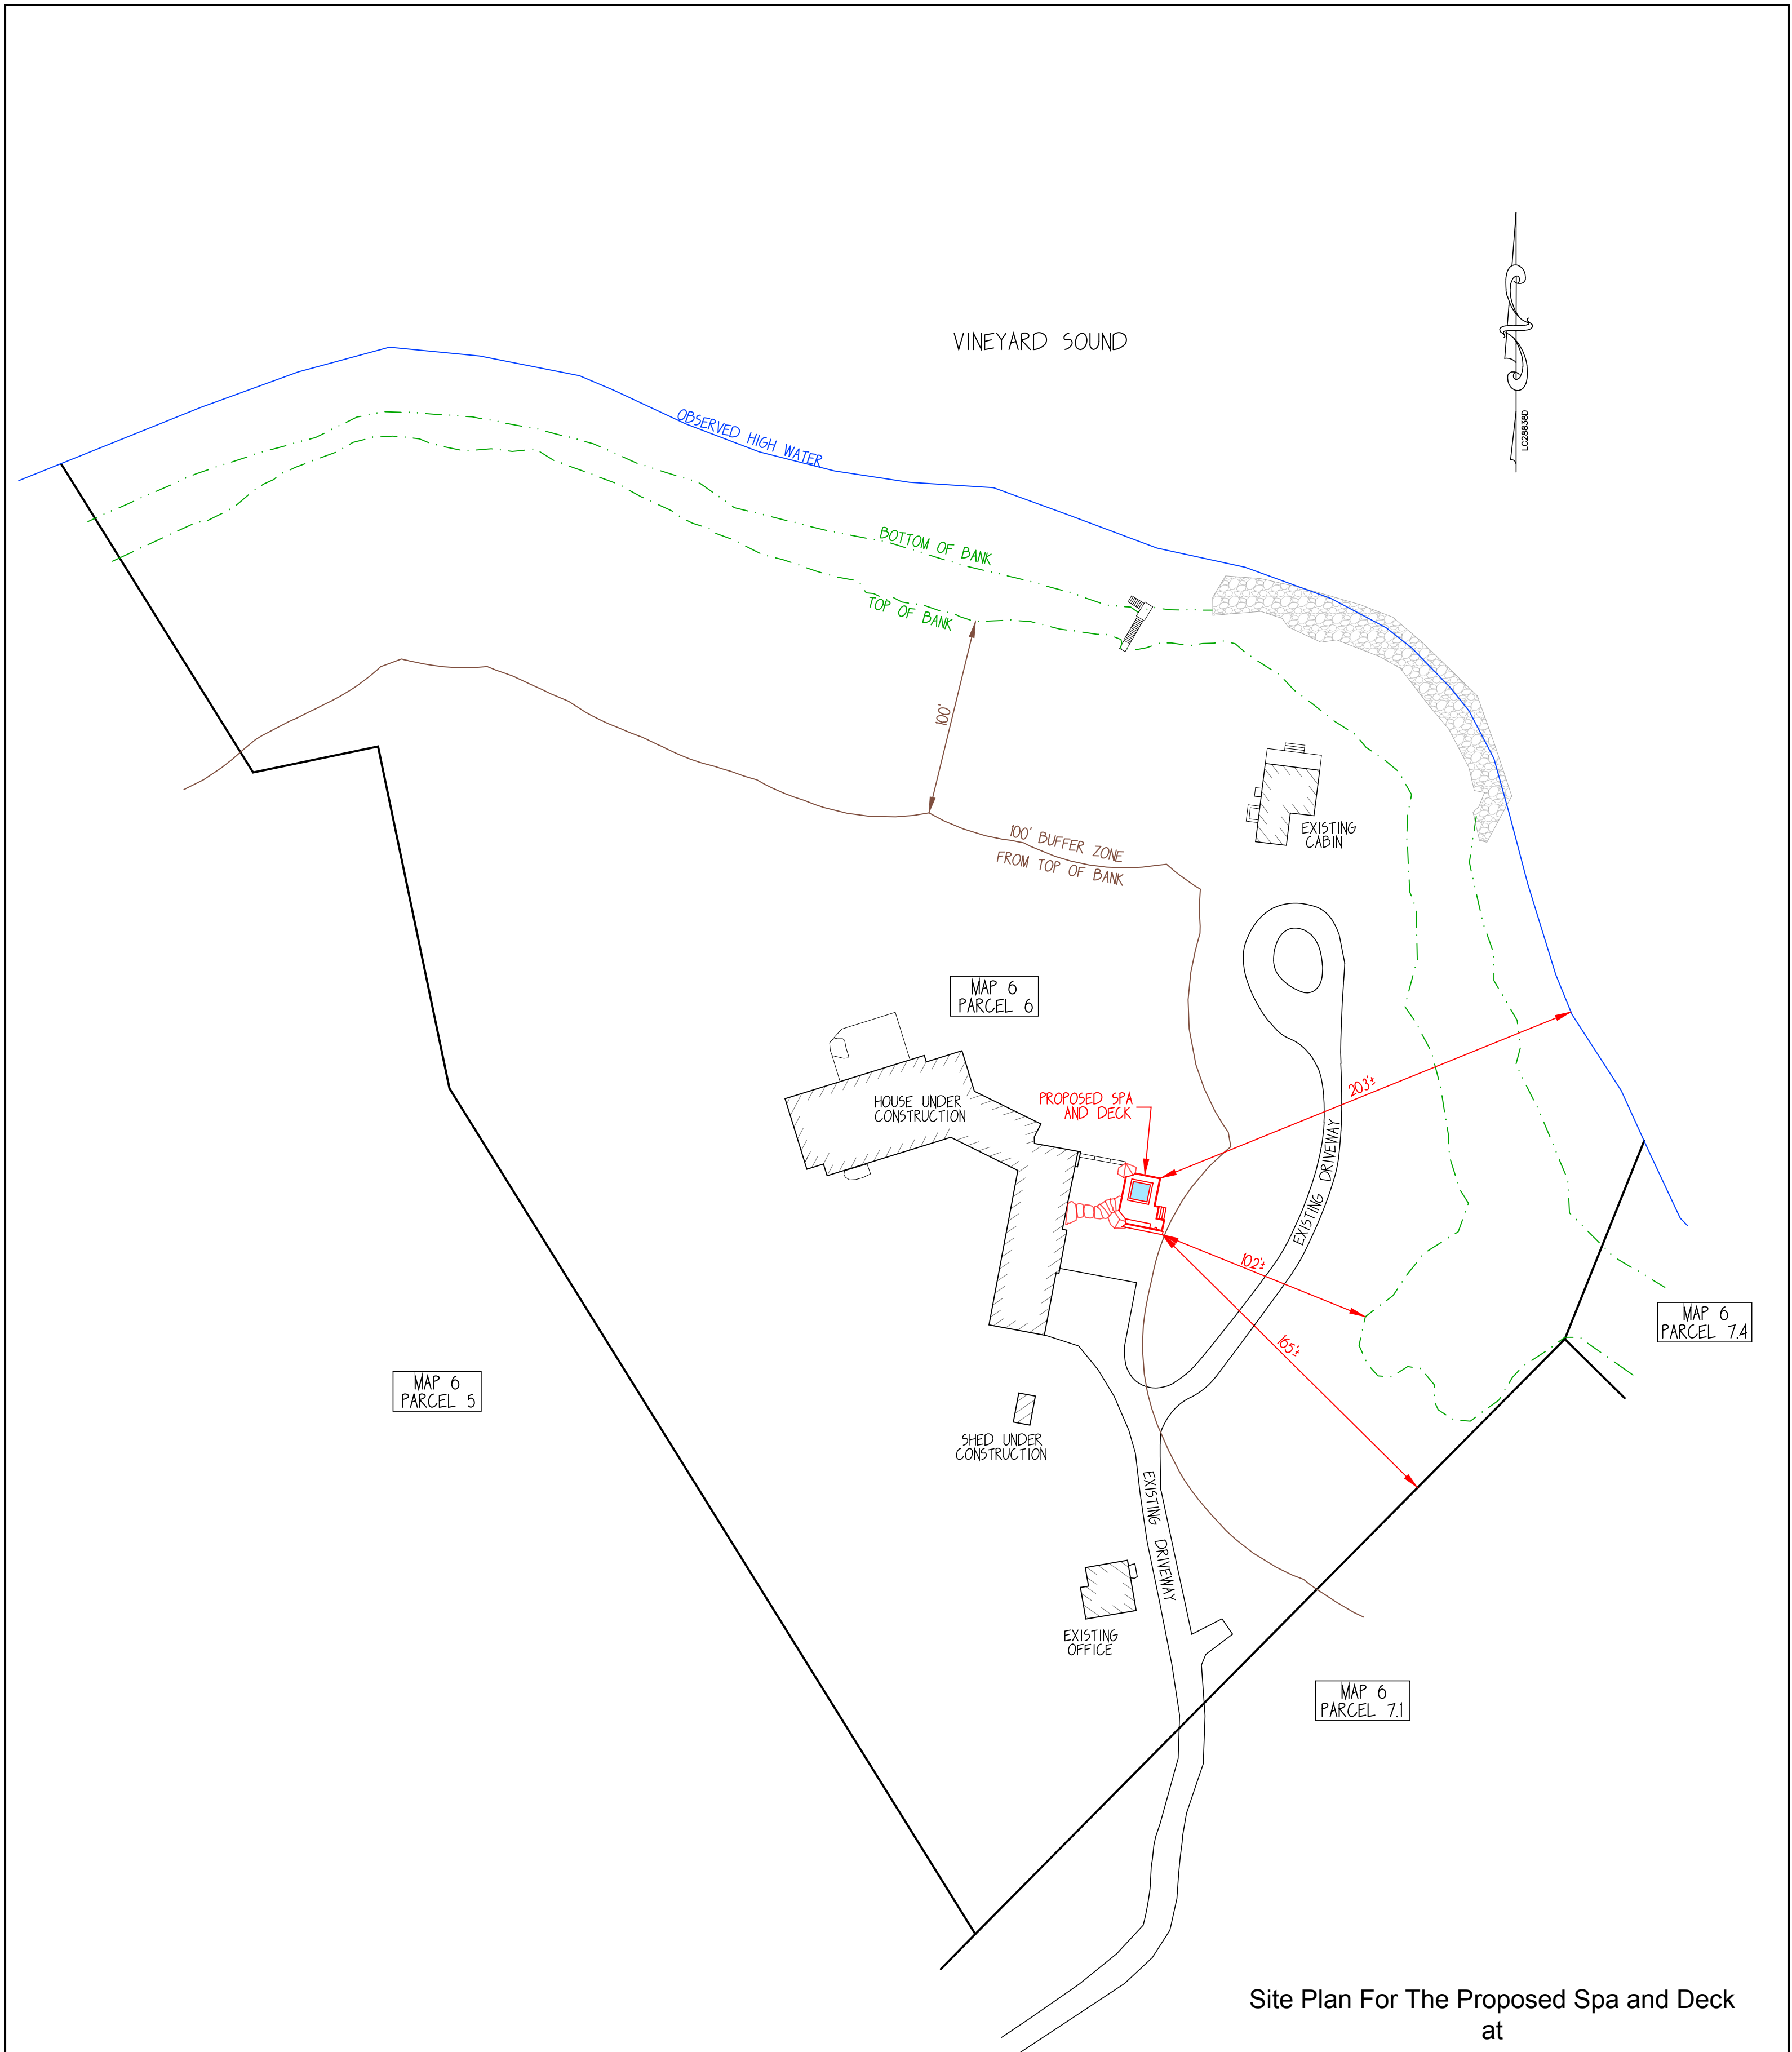 VINEYARD SOUND
LC28838D
OBSERVED HIGH WATER
BOTTOM OF BANK
TOP OF BANK
100'
100' BUFFER ZONE
FROM TOP OF BANK
EXISTING
CABIN
MAP 6
PARCEL 6
HOUSE UNDER
CONSTRUCTION
PROPOSED SPA
AND DECK
203'±
EXISTING DRIVEWAY
102'±
165'±
MAP 6
PARCEL 7.4
MAP 6
PARCEL 5
SHED UNDER
CONSTRUCTION
EXISTING DRIVEWAY
EXISTING
OFFICE
MAP 6
PARCEL 7.1
Site Plan For The Proposed Spa and Deck
at